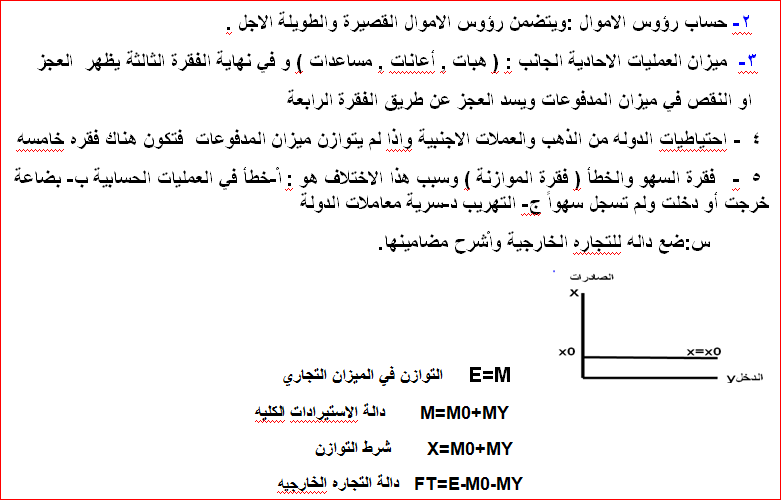 ٢- حساب رؤوس الاموال :ويتضمن رؤوس الاموال القصيرة والطويلة الاجل .
٣- ميزان العمليات الاحادية الجانب : ( هبات , أعانات , مساعدات ) و في نهاية الفقرة الثالثة يظهر العجز
او النقص في ميزان المدفوعات ويسد العجز عن طريق الفقرة الرابعة
٤ - احتياطيات الدوله من الذهب والعملات الاجنبية واذا لم يتوازن ميزان المدفوعات فتكون هناك فقره خامسه
٥ - فقرة السهو والخطأ ( فقرة الموازنة ) وسبب هذا الاختلاف هو : أ-خطأ في العمليات الحسابية ب- بضاعة
خرجت أو دخلت ولم تسجل سهواً ج- التهريب د-سرية معاملات الدولة
س:ضع داله للتجاره الخارجية وأشرح مضامينها.
الصادرات
x
x0 x=x0
y الدخل
E=M التوازن في الميزان التجاري
M=M0+MY دالة الاستيرادات الكليه
X=M0+MY شرط التوازن
FT=E-M0-MY دالة التجاره الخارجيه